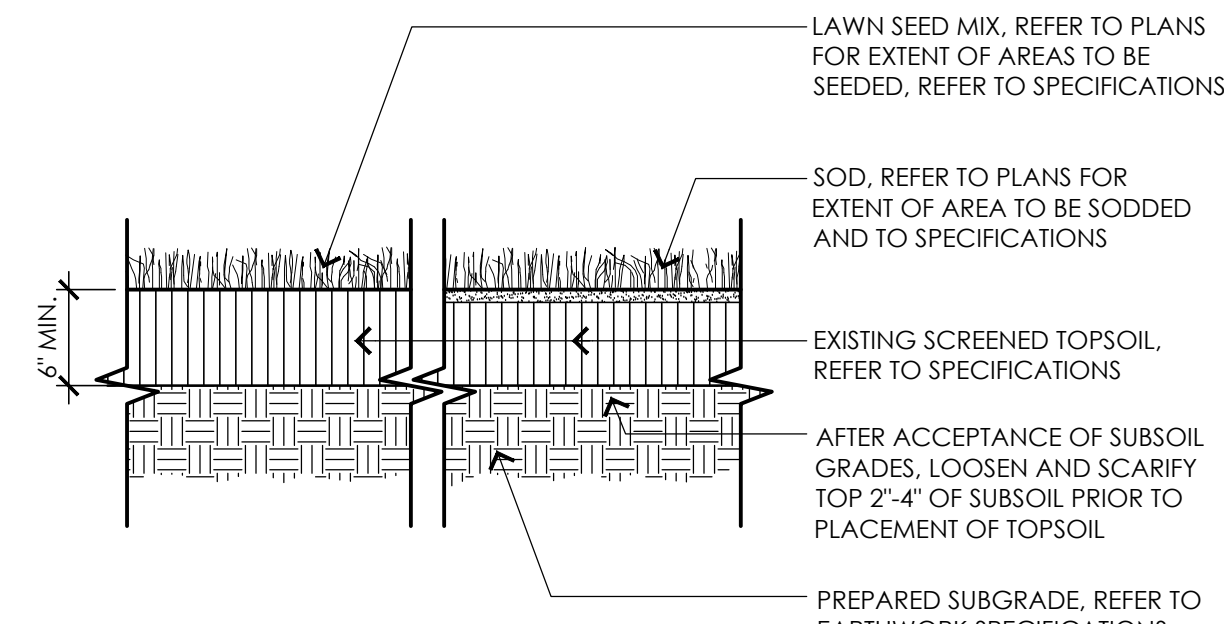 LAWN SEED MIX, REFER TO PLANS
FOR EXTENT OF AREAS TO BE
SEEDED, REFER TO SPECIFICATIONS
SOD, REFER TO PLANS FOR
EXTENT OF AREA TO BE SODDED
AND TO SPECIFICATIONS
6" MIN.
EXISTING SCREENED TOPSOIL,
REFER TO SPECIFICATIONS
AFTER ACCEPTANCE OF SUBSOIL
GRADES, LOOSEN AND SCARIFY
TOP 2"-4" OF SUBSOIL PRIOR TO
PLACEMENT OF TOPSOIL
PREPARED SUBGRADE, REFER TO
EARTHWORK SPECIFICATIONS